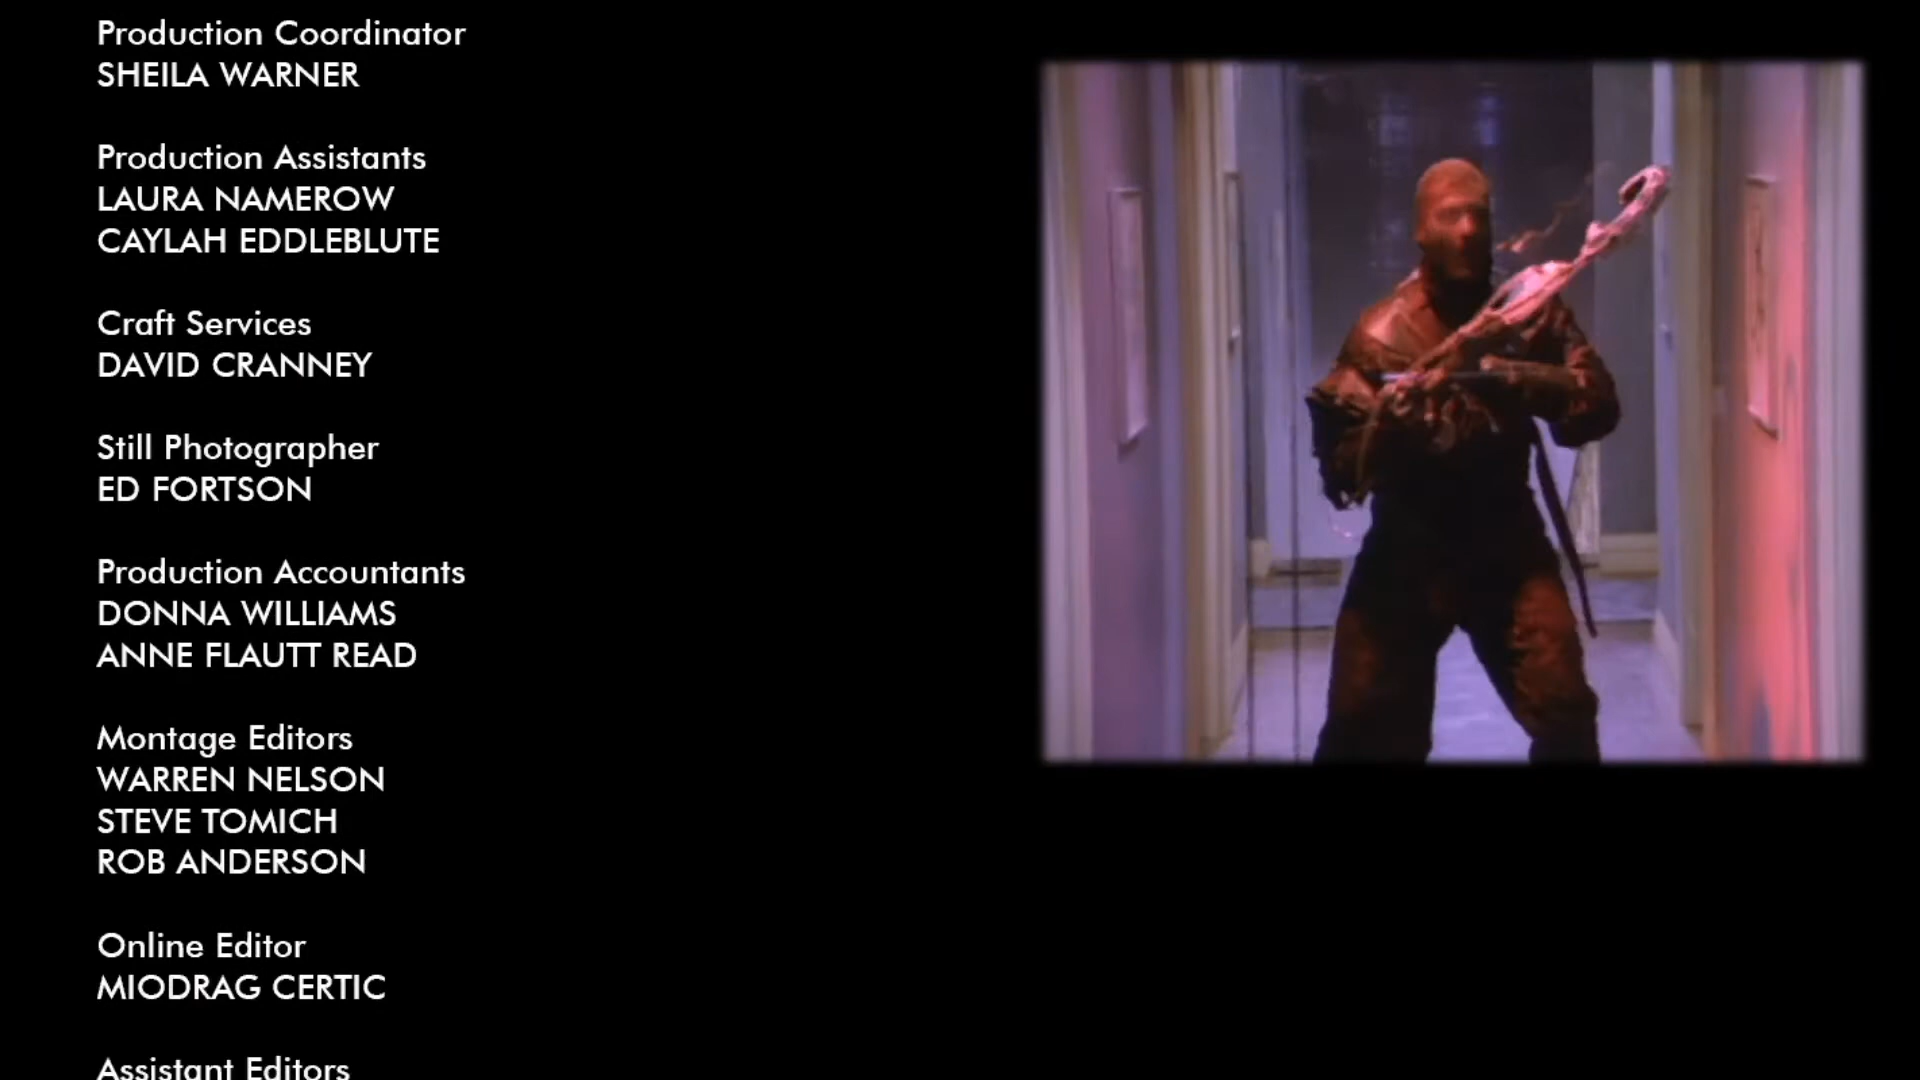 Production Coordinator
SHEILA WARNER
Production Assistants
LAURA NAMEROW
CAYLAH EDDLEBLUTE
Craft Services
DAVID CRANNEY
Still Photographer
ED FORTSON
Production Accountants
DONNA WILLIAMS
ANNE FLAUTT READ
Montage Editors
WARREN NELSON
STEVE TOMICH
ROB ANDERSON
Online Editor
MIODRAG CERTIC
Assistant Editors